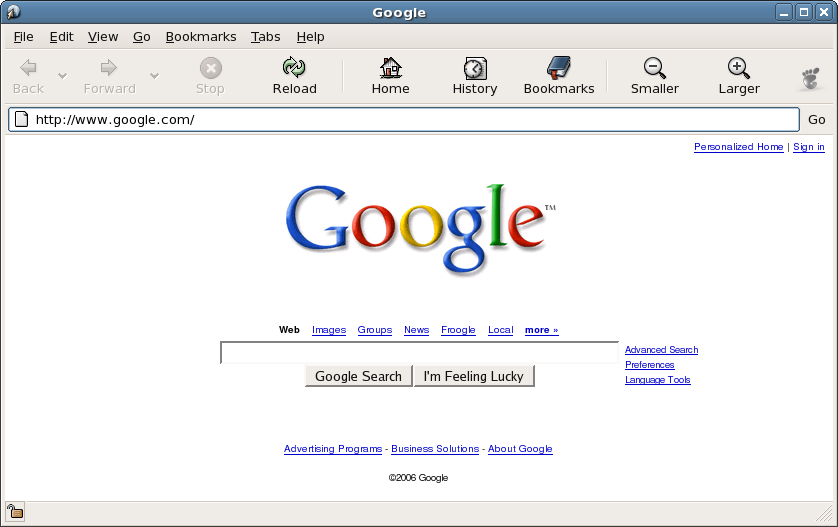 Google
File Edit View Go Bookmarks Tabs Help
Back Forward Stop Reload Home History Bookmarks Smaller Larger
http://www.google.com/ Go
Personalized Home | Sign in
Google™
Web Images Groups News Froogle Local more »
Advanced Search
Preferences
Language Tools
Google Search I'm Feeling Lucky
Advertising Programs - Business Solutions - About Google
©2006 Google